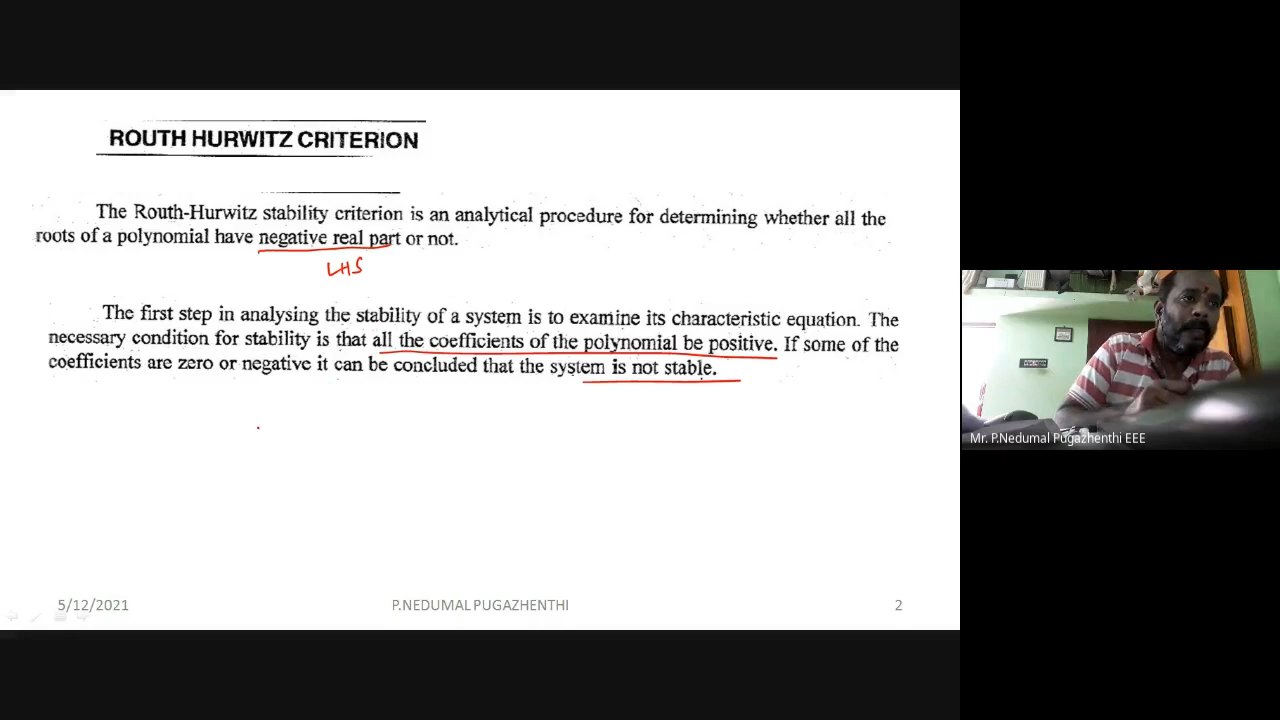 ROUTH HURWITZ CRITERION
The Routh-Hurwitz stability criterion is an analytical procedure for determining whether all the
roots of a polynomial have negative real part or not.
LHS
The first step in analysing the stability of a system is to examine its characteristic equation. The
necessary condition for stability is that all the coefficients of the polynomial be positive. If some of the
coefficients are zero or negative it can be concluded that the system is not stable.
5/12/2021
P.NEDUMAL PUGAZHENTHI
2
Mr. P.Nedumal Pugazhenthi EEE